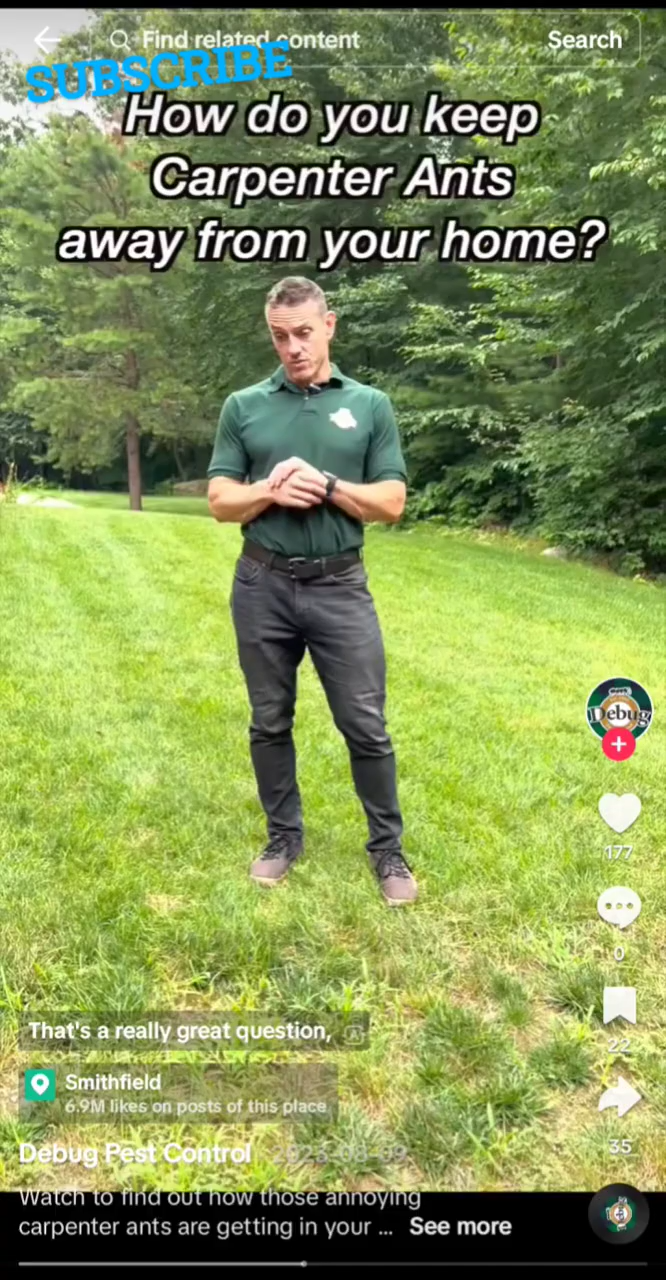 Find related content
Search
SUBSCRIBE
How do you keep
Carpenter Ants
away from your home?
Debug
177
0
That's a really great question,
22
Smithfield
6.9M likes on posts of this place
35
Debug Pest Control
2023-08-09
Watch to find out how those annoying
carpenter ants are getting in your ... See more